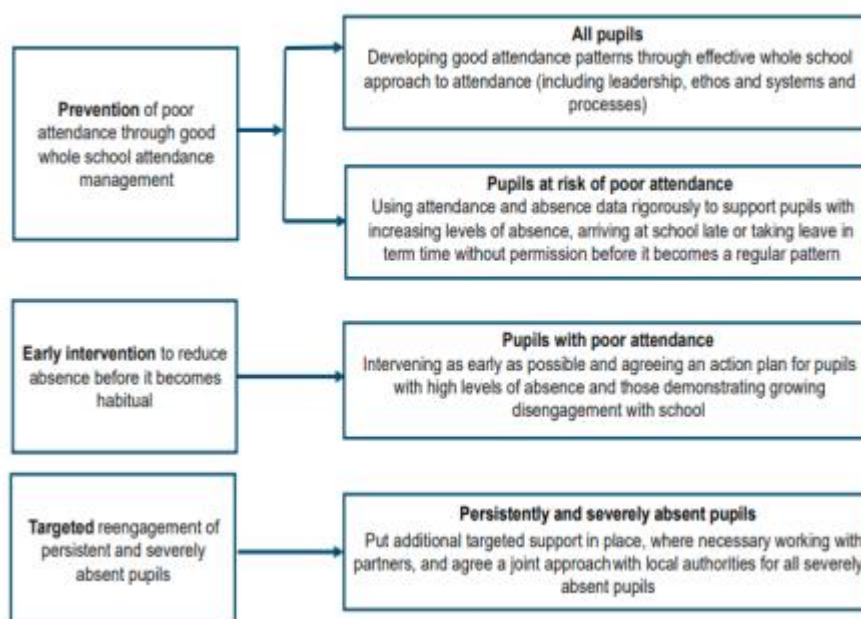 Prevention of poor
attendance through good
whole school attendance
management
All pupils
Developing good attendance patterns through effective whole school
approach to attendance (including leadership, ethos and systems and
processes)
Pupils at risk of poor attendance
Using attendance and absence data rigorously to support pupils with
increasing levels of absence, arriving at school late or taking leave in
term time without permission before it becomes a regular pattern
Early intervention to reduce
absence before it becomes
habitual
Pupils with poor attendance
Intervening as early as possible and agreeing an action plan for pupils
with high levels of absence and those demonstrating growing
disengagement with school
Targeted reengagement of
persistent and severely
absent pupils
Persistently and severely absent pupils
Put additional targeted support in place, where necessary working with
partners, and agree a joint approach with local authorities for all severely
absent pupils